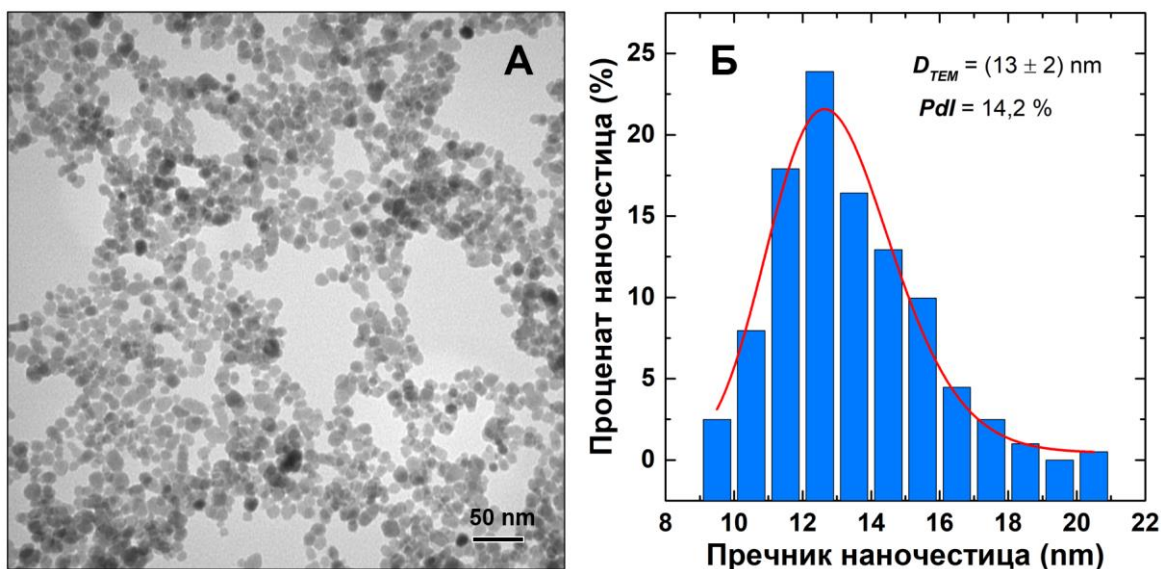 А
50 nm
Б
D_TEM = (13 ± 2) nm
PdI = 14,2 %
Проценат наночестица (%)
25
20
15
10
5
0
8 10 12 14 16 18 20 22
Пречник наночестица (nm)